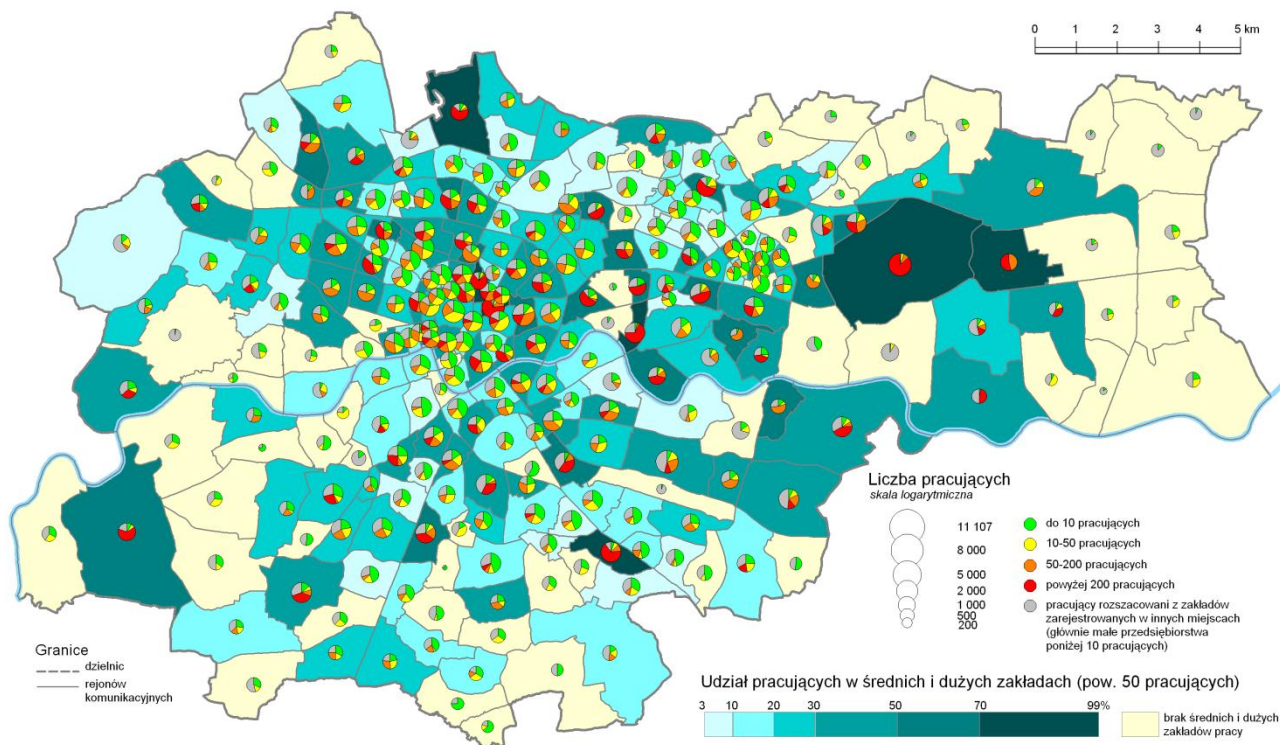 0 1 2 3 4 5 km
Liczba pracujących
skala logarytmiczna
11 107
8 000
5 000
2 000
1 000
500
200
do 10 pracujących
10-50 pracujących
50-200 pracujących
powyżej 200 pracujących
pracujący rozszacowani z zakładów
zarejestrowanych w innych miejscach
(głównie małe przedsiębiorstwa
poniżej 10 pracujących)
Granice
dzielnic
rejonów
komunikacyjnych
Udział pracujących w średnich i dużych zakładach (pow. 50 pracujących)
3 10 20 30 50 70 99%
brak średnich i dużych
zakładów pracy